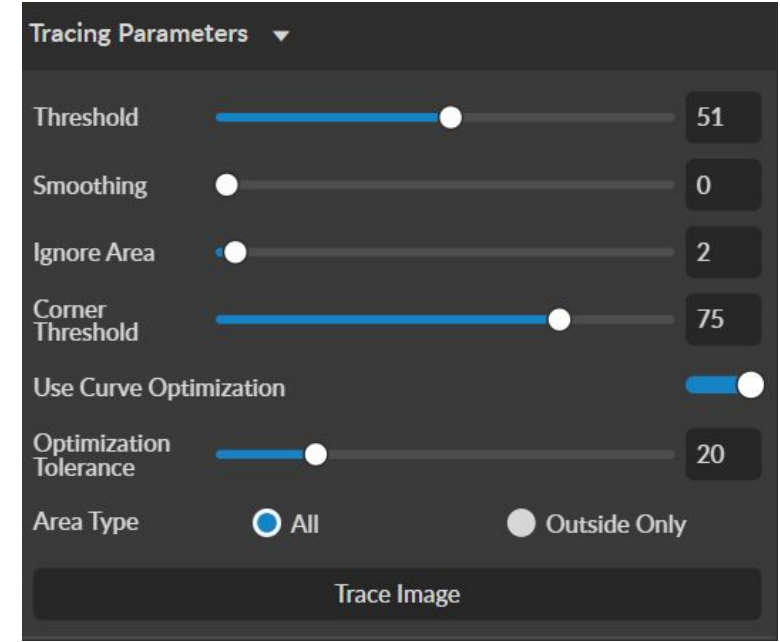 Tracing Parameters
Threshold 51
Smoothing 0
Ignore Area 2
Corner
Threshold 75
Use Curve Optimization
Optimization
Tolerance 20
Area Type All Outside Only
Trace Image